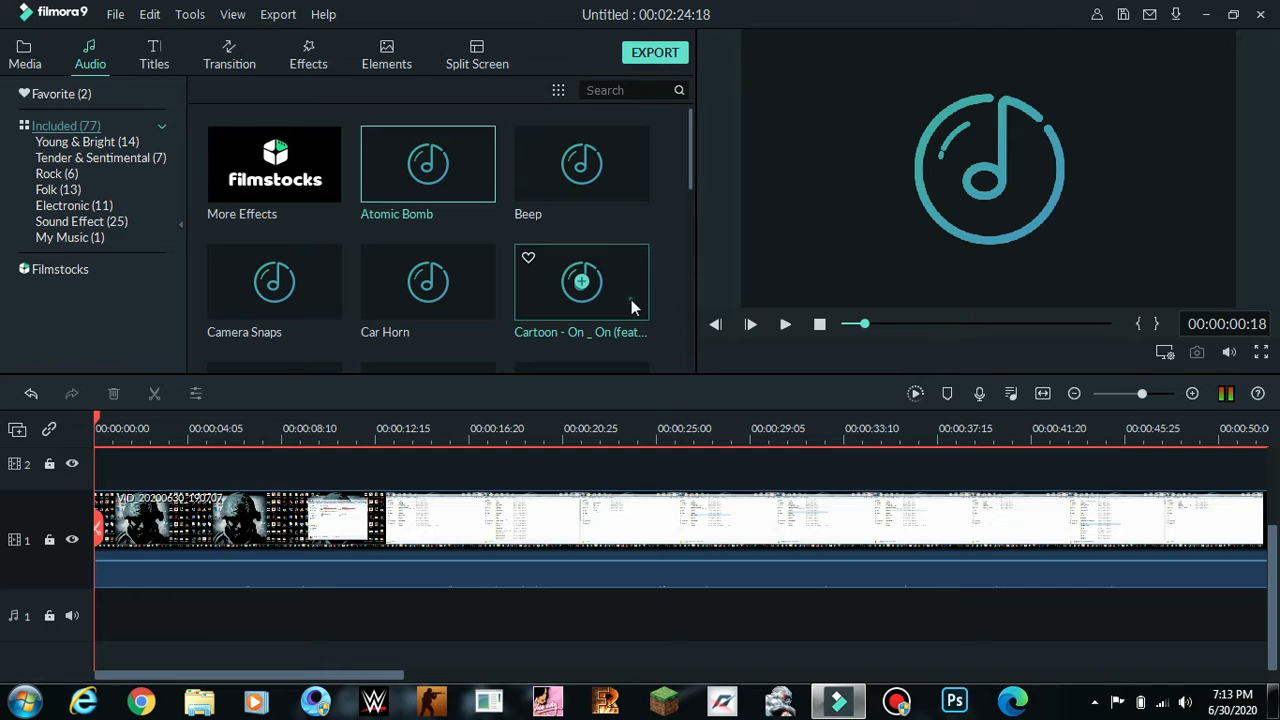 filmora9 File Edit Tools View Export Help Untitled : 00:02:24:18
Media Audio Titles Transition Effects Elements Split Screen EXPORT
Favorite (2)
Included (77)
Young & Bright (14)
Tender & Sentimental (7)
Rock (6)
Folk (13)
Electronic (11)
Sound Effect (25)
My Music (1)
Filmstocks
Search
filmstocks
More Effects Atomic Bomb Beep
Camera Snaps Car Horn Cartoon - On _ On (feat...
00:00:00:18
00:00:00:00 00:00:04:05 00:00:08:10 00:00:12:15 00:00:16:20 00:00:20:25 00:00:25:00 00:00:29:05 00:00:33:10 00:00:37:15 00:00:41:20 00:00:45:25 00:00:50:0
2
VID_20200630_190707
1
1
Ps
7:13 PM
6/30/2020